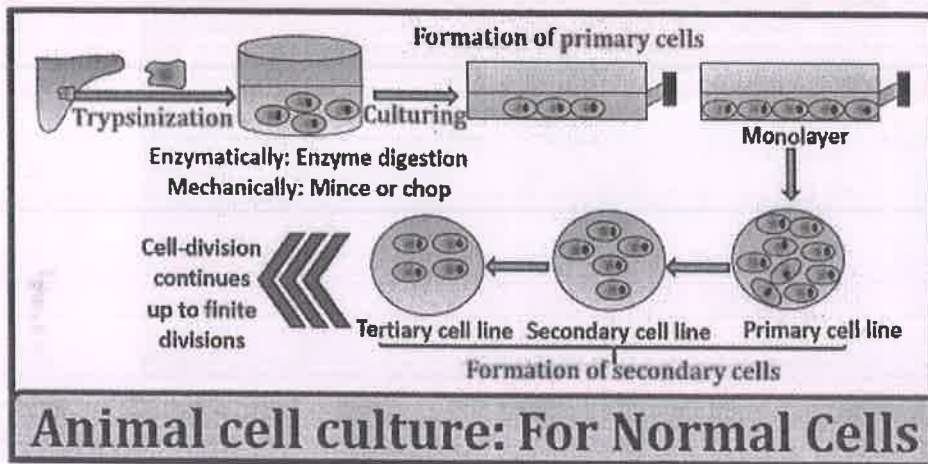 Formation of primary cells
Trypsinization
Culturing
Enzymatically: Enzyme digestion
Mechanically: Mince or chop
Monolayer
Cell-division
continues
up to finite
divisions
Tertiary cell line
Secondary cell line
Primary cell line
Formation of secondary cells
Animal cell culture: For Normal Cells